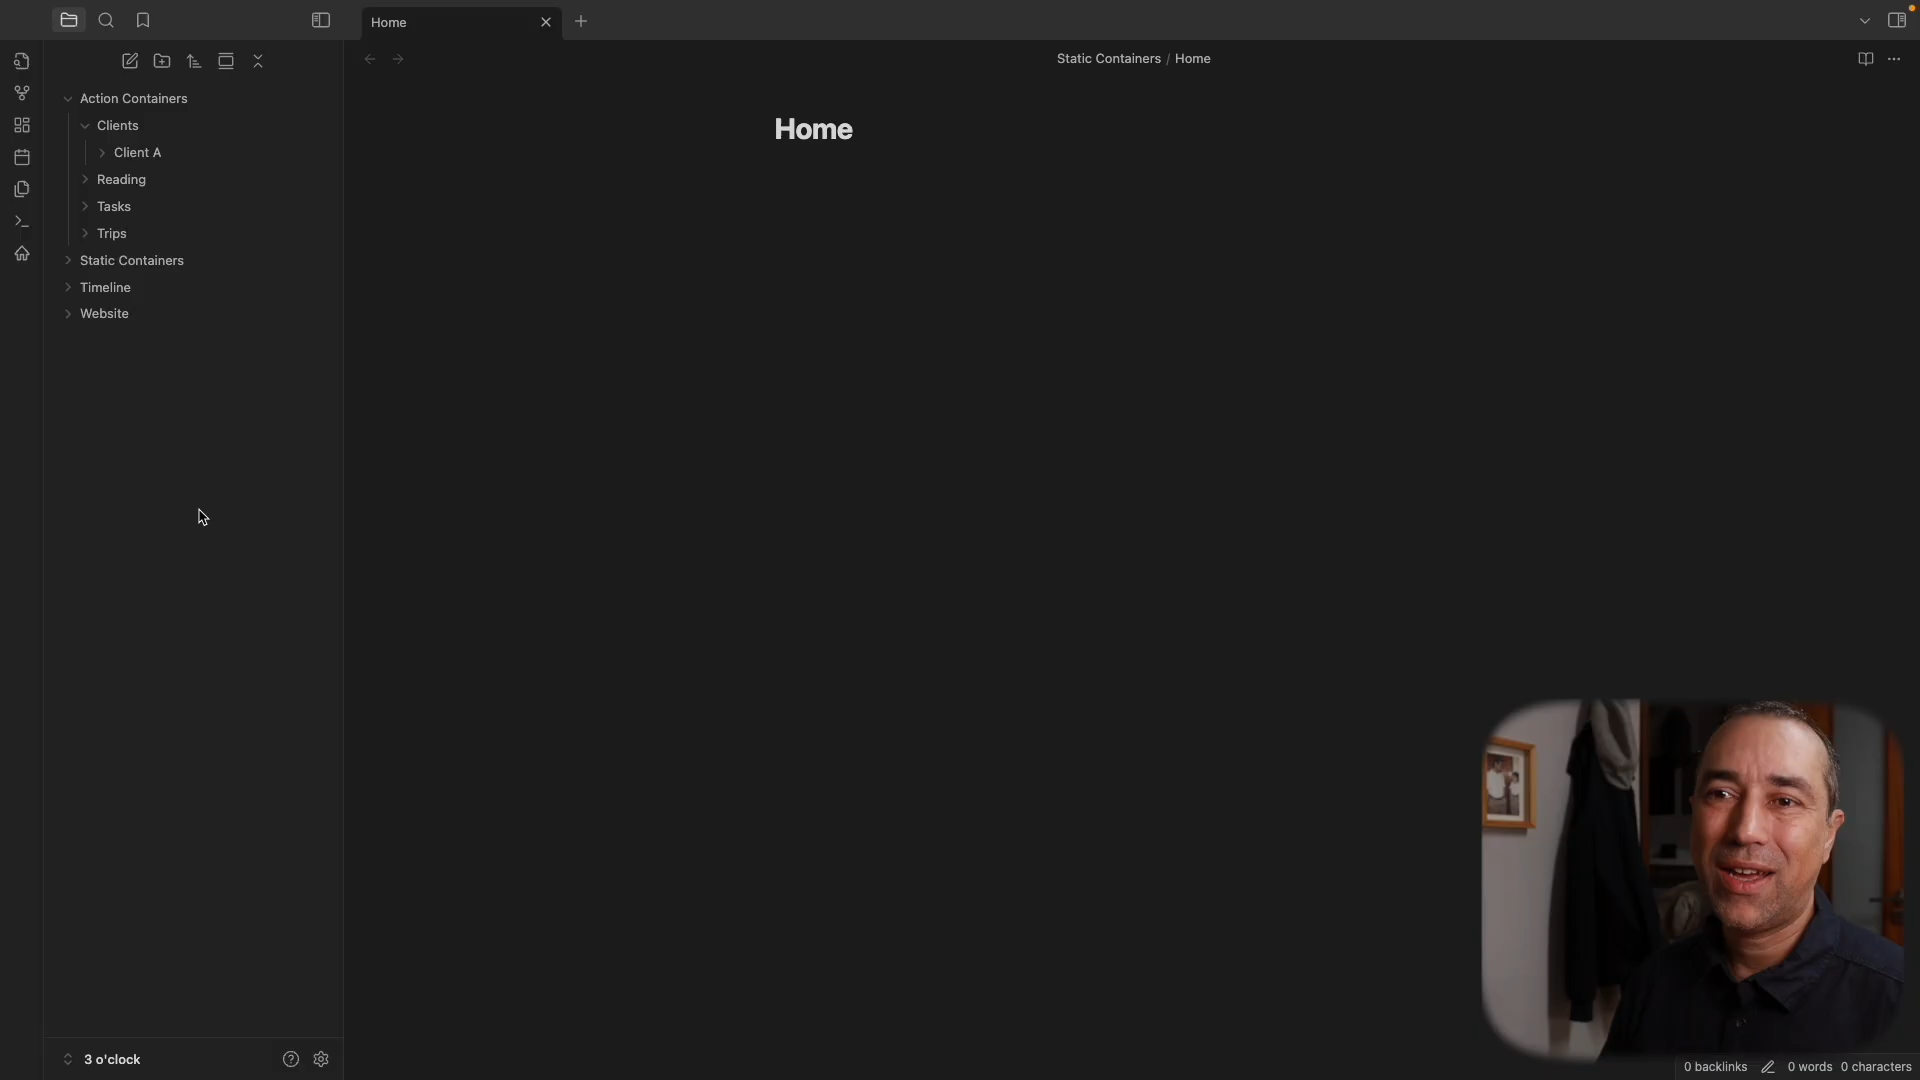 Home
Static Containers / Home
Action Containers
Clients
Client A
Reading
Tasks
Trips
Static Containers
Timeline
Website
Home
3 o'clock
0 backlinks 0 words 0 characters